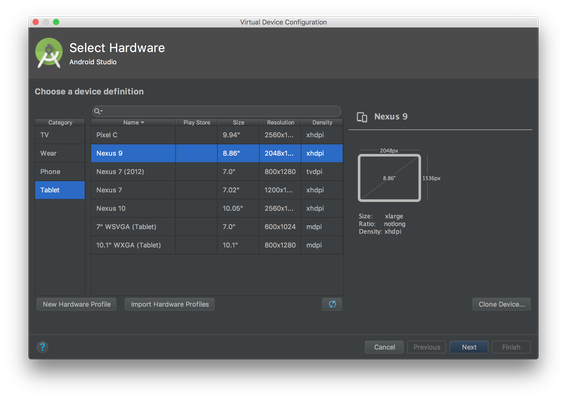 Virtual Device Configuration
Select Hardware
Android Studio
Choose a device definition
Category
TV
Wear
Phone
Tablet
Name Play Store Size Resolution Density
Pixel C 9.94" 2560x1... xhdpi
Nexus 9 8.86" 2048x1... xhdpi
Nexus 7 (2012) 7.0" 800x1280 tvdpi
Nexus 7 7.02" 1200x1... xhdpi
Nexus 10 10.05" 2560x1... xhdpi
7" WSVGA (Tablet) 7.0" 600x1024 mdpi
10.1" WXGA (Tablet) 10.1" 800x1280 mdpi
Nexus 9
2048px
8.86"
1536px
Size: xlarge
Ratio: notlong
Density: xhdpi
New Hardware Profile Import Hardware Profiles Clone Device...
? Cancel Previous Next Finish